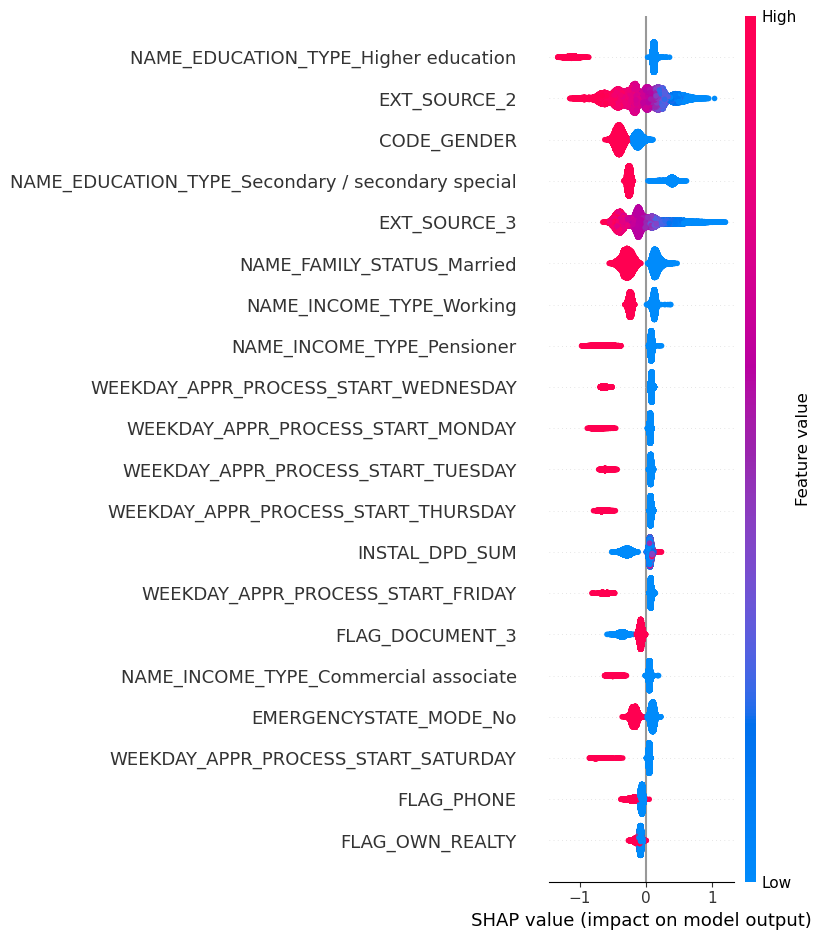 High
NAME_EDUCATION_TYPE_Higher education
EXT_SOURCE_2
CODE_GENDER
NAME_EDUCATION_TYPE_Secondary / secondary special
EXT_SOURCE_3
NAME_FAMILY_STATUS_Married
NAME_INCOME_TYPE_Working
NAME_INCOME_TYPE_Pensioner
WEEKDAY_APPR_PROCESS_START_WEDNESDAY
WEEKDAY_APPR_PROCESS_START_MONDAY
WEEKDAY_APPR_PROCESS_START_TUESDAY
WEEKDAY_APPR_PROCESS_START_THURSDAY
INSTAL_DPD_SUM
WEEKDAY_APPR_PROCESS_START_FRIDAY
FLAG_DOCUMENT_3
NAME_INCOME_TYPE_Commercial associate
EMERGENCYSTATE_MODE_No
WEEKDAY_APPR_PROCESS_START_SATURDAY
FLAG_PHONE
FLAG_OWN_REALTY
Feature value
Low
−1 0 1
SHAP value (impact on model output)